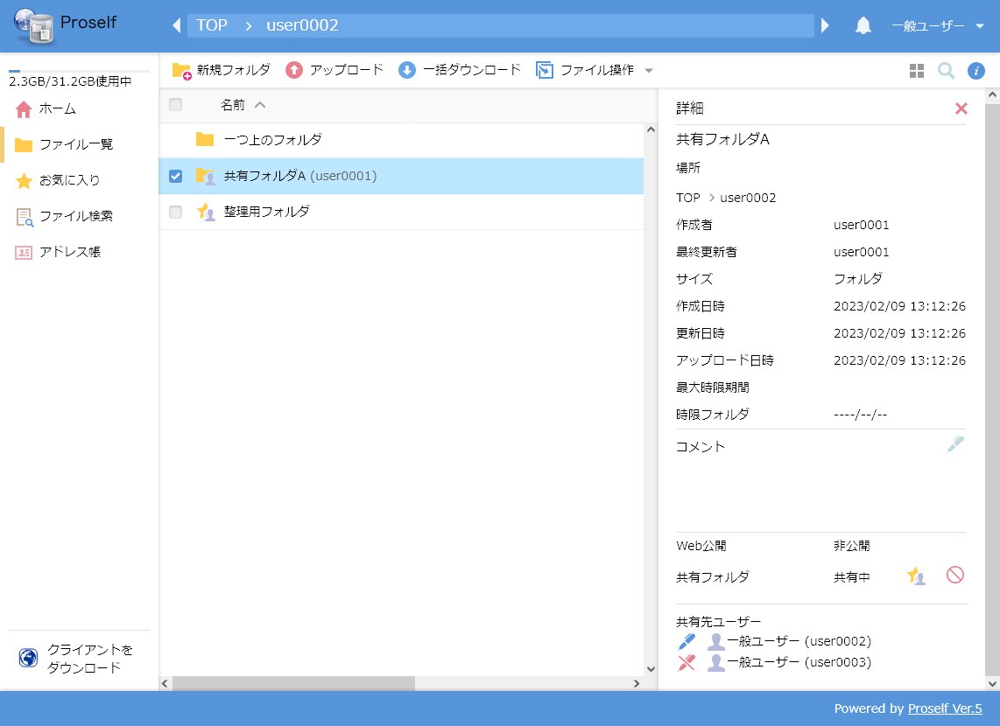 Proself
TOP > user0002
一般ユーザー
2.3GB/31.2GB使用中
ホーム
ファイル一覧
お気に入り
ファイル検索
アドレス帳
クライアントを
ダウンロード
新規フォルダ アップロード 一括ダウンロード ファイル操作
名前
一つ上のフォルダ
共有フォルダA (user0001)
整理用フォルダ
詳細
共有フォルダA
場所
TOP > user0002
作成者 user0001
最終更新者 user0001
サイズ フォルダ
作成日時 2023/02/09 13:12:26
更新日時 2023/02/09 13:12:26
アップロード日時 2023/02/09 13:12:26
最大時限期間
時限フォルダ ----/--/--
コメント
Web公開 非公開
共有フォルダ 共有中
共有先ユーザー
一般ユーザー (user0002)
一般ユーザー (user0003)
Powered by Proself Ver.5